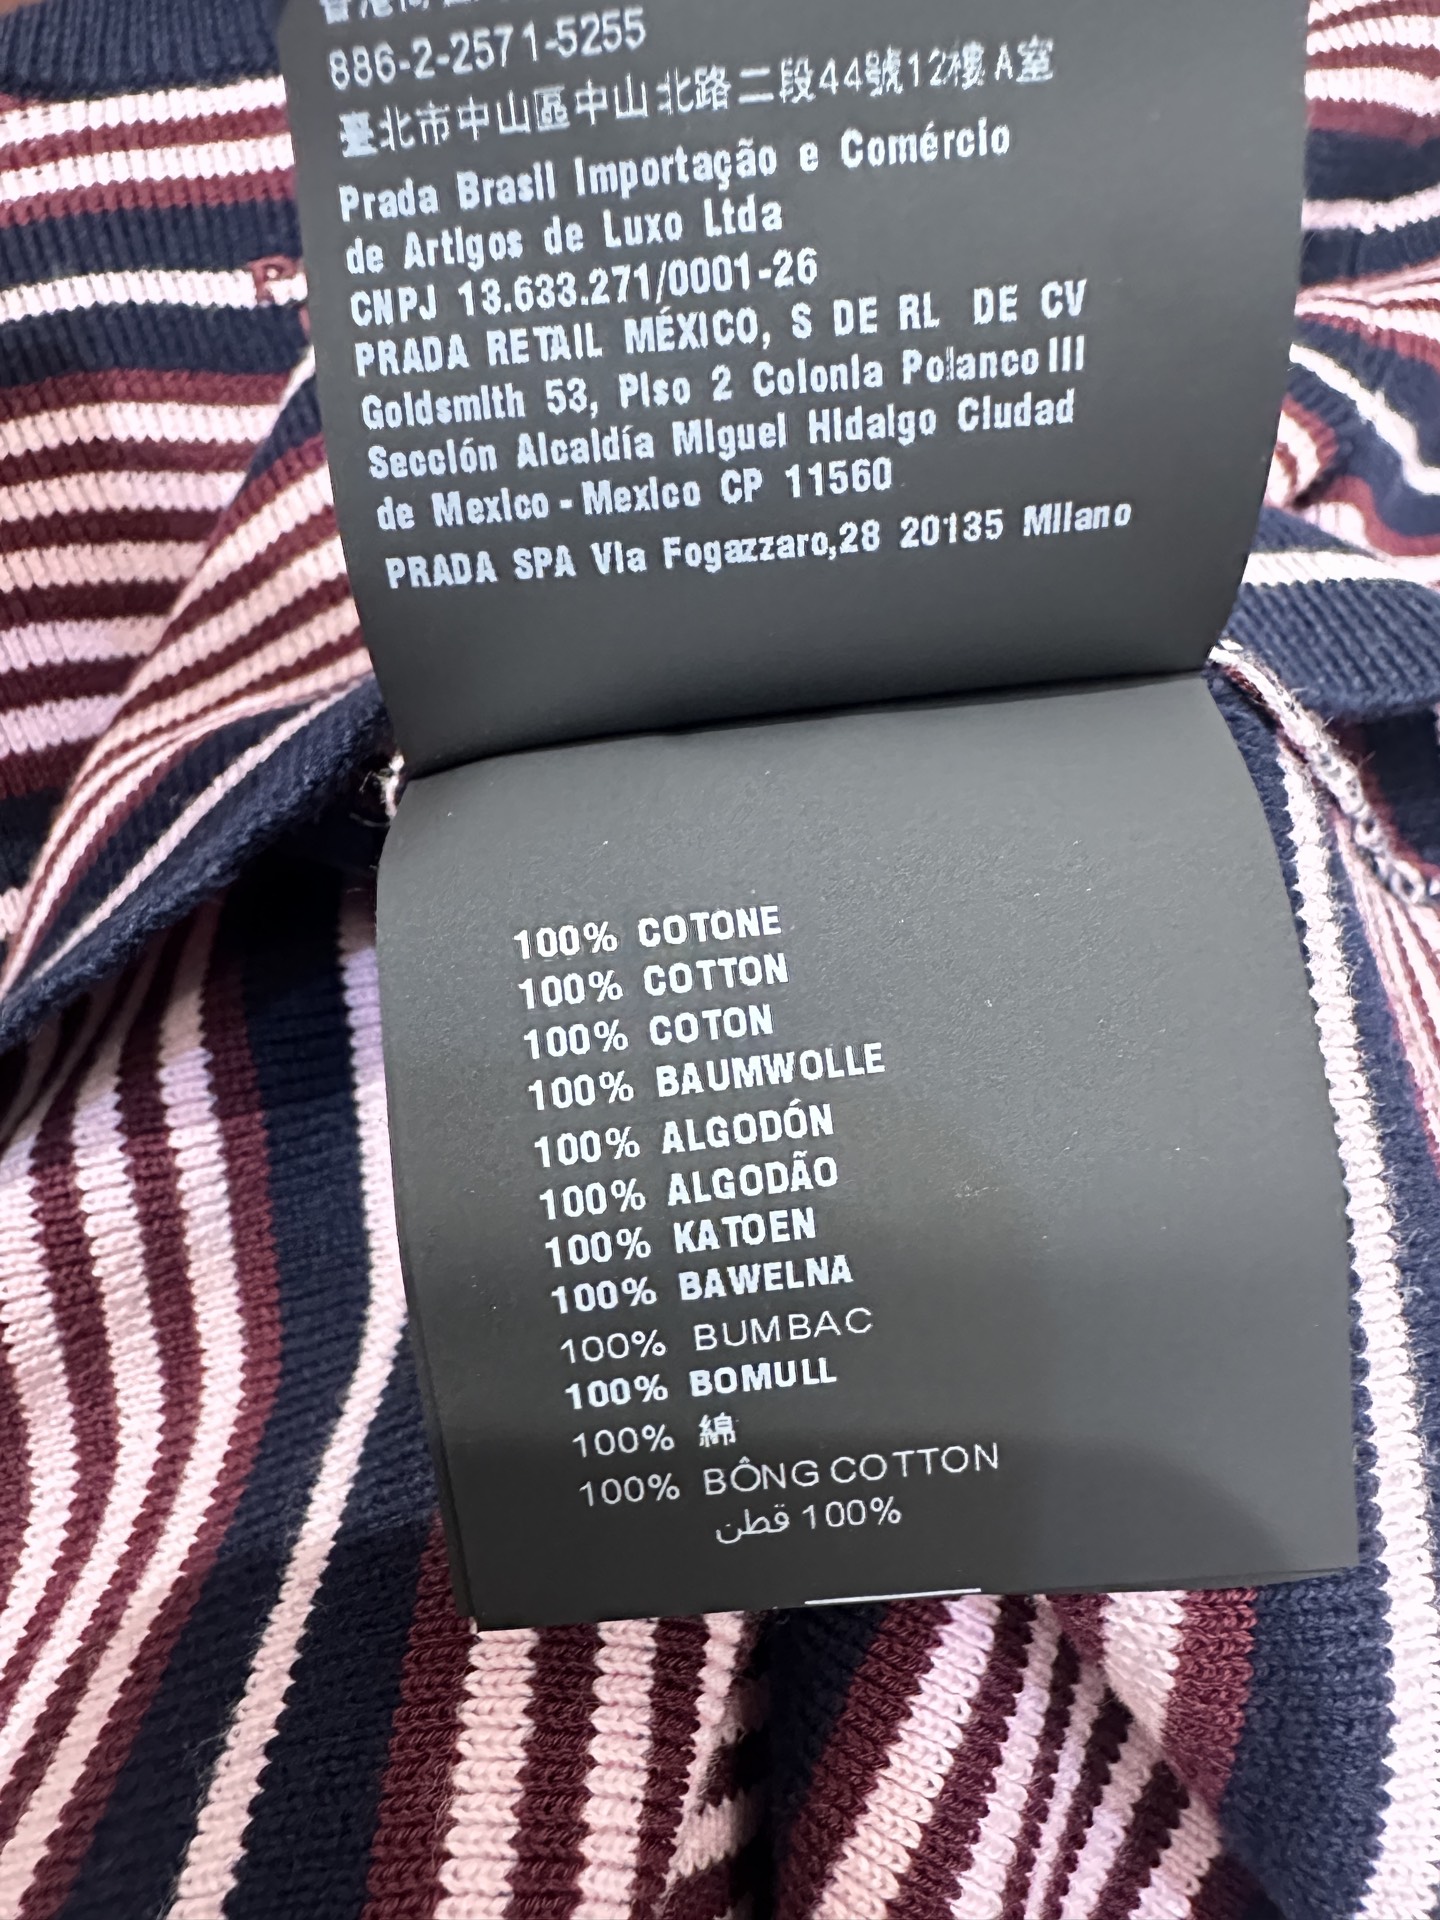 886-2-2571-5255
臺北市中山區中山北路二段44號12樓A室
Prada Brasil Importação e Comércio
de Artigos de Luxo Ltda
CNPJ 13.633.271/0001-26
PRADA RETAIL MÉXICO, S DE RL DE CV
Goldsmith 53, Piso 2 Colonia Polanco III
Sección Alcaldía Miguel Hidalgo Ciudad
de Mexico - Mexico CP 11560
PRADA SPA Via Fogazzaro,28 20135 Milano
100% COTONE
100% COTTON
100% COTON
100% BAUMWOLLE
100% ALGODÓN
100% ALGODÃO
100% KATOEN
100% BAWELNA
100% BUMBAC
100% BOMULL
100% 綿
100% BÔNG COTTON
100% قطن